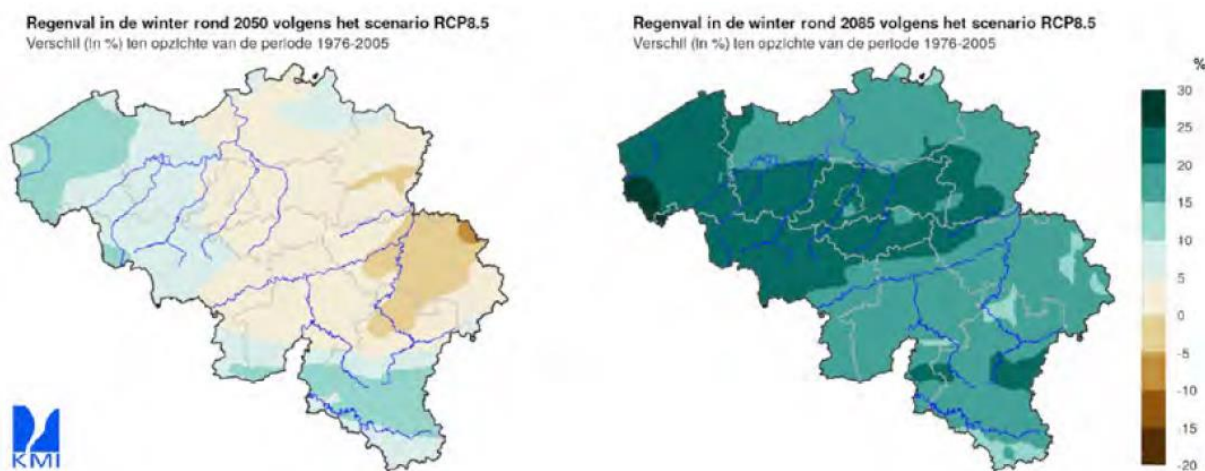 Regenval in de winter rond 2050 volgens het scenario RCP8.5
Verschil (in %) ten opzichte van de periode 1976-2005
Regenval in de winter rond 2085 volgens het scenario RCP8.5
Verschil (in %) ten opzichte van de periode 1976-2005
%
30
25
20
15
10
5
0
-5
-10
-15
-20
KMI